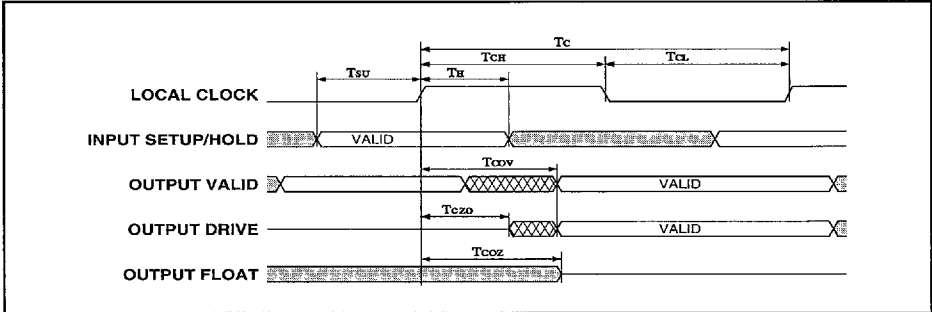 Tc
TCH TCL
TSU TH
LOCAL CLOCK
INPUT SETUP/HOLD VALID
TCOV
OUTPUT VALID VALID
TCZO
OUTPUT DRIVE VALID
TCOZ
OUTPUT FLOAT